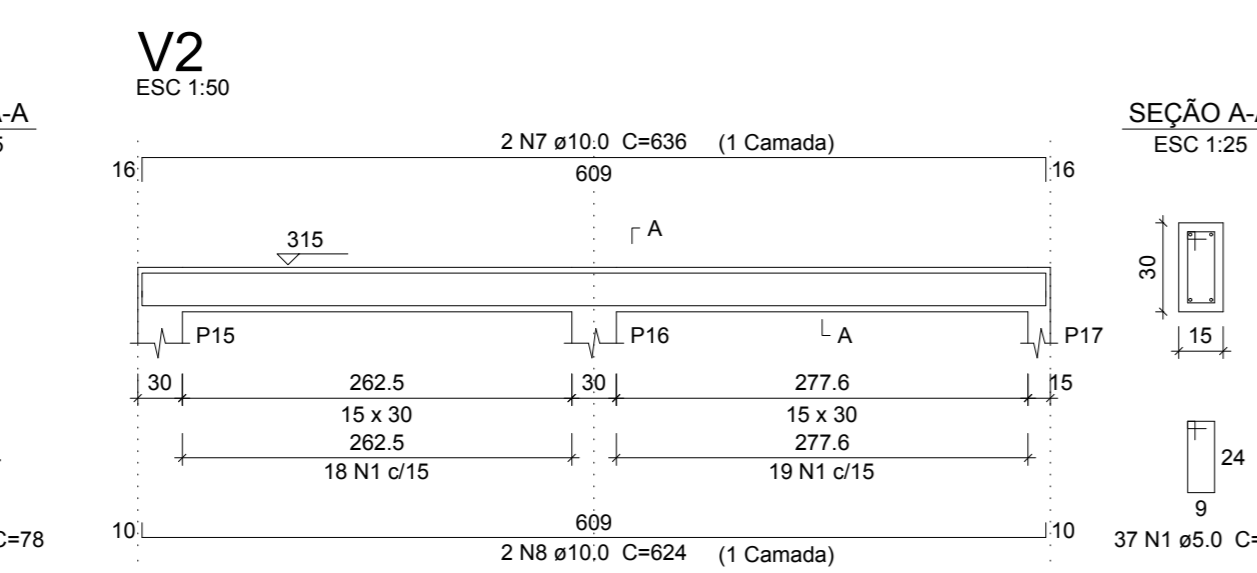 V2
ESC 1:50
-A
5
SEÇÃO A-A
ESC 1:25
2 N7 ø10.0 C=636 (1 Camada)
16
609
16
A
315
30
P15
P16
A
P17
15
30
262.5
30
277.6
15
15 x 30
15 x 30
262.5
277.6
18 N1 c/15
19 N1 c/15
24
9
C=78
10
609
10
2 N8 ø10.0 C=624 (1 Camada)
37 N1 ø5.0 C=